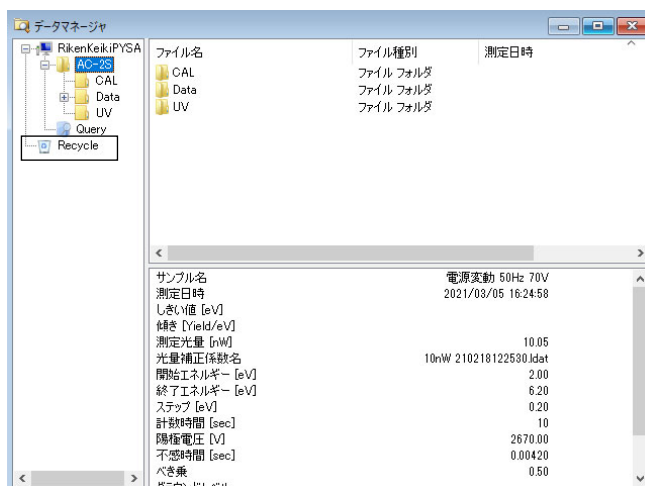 データマネージャ
RikenKeikiPYSA
AC-2S
CAL
Data
UV
Query
Recycle
ファイル名 ファイル種別 測定日時
CAL ファイル フォルダ
Data ファイル フォルダ
UV ファイル フォルダ
サンプル名 電源変動 50Hz 70V
測定日時 2021/03/05 16:24:58
しきい値 [eV]
傾き [Yield/eV]
測定光量 [nW] 10.05
光量補正係数名 10nW 210218122530.ldat
開始エネルギー [eV] 2.00
終了エネルギー [eV] 6.20
ステップ [eV] 0.20
計数時間 [sec] 10
陽極電圧 [V] 2670.00
不感時間 [sec] 0.00420
べき乗 0.50